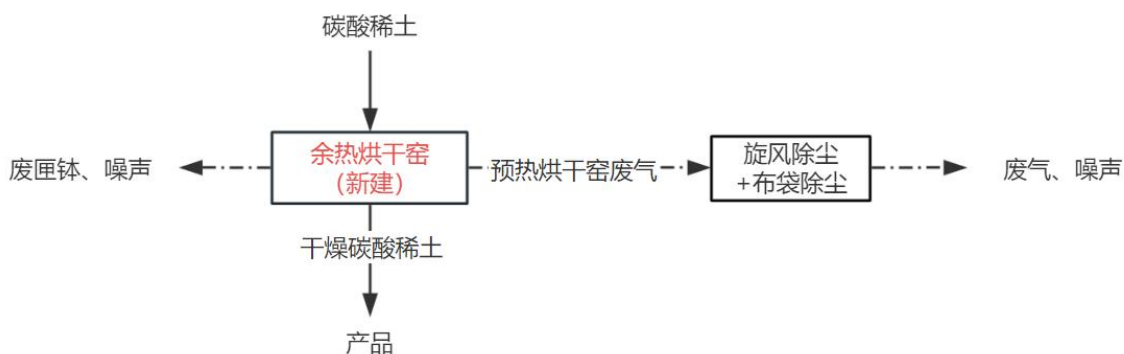 碳酸稀土
废匣钵、噪声
余热烘干窑
（新建）
预热烘干窑废气
旋风除尘
+布袋除尘
废气、噪声
干燥碳酸稀土
产品